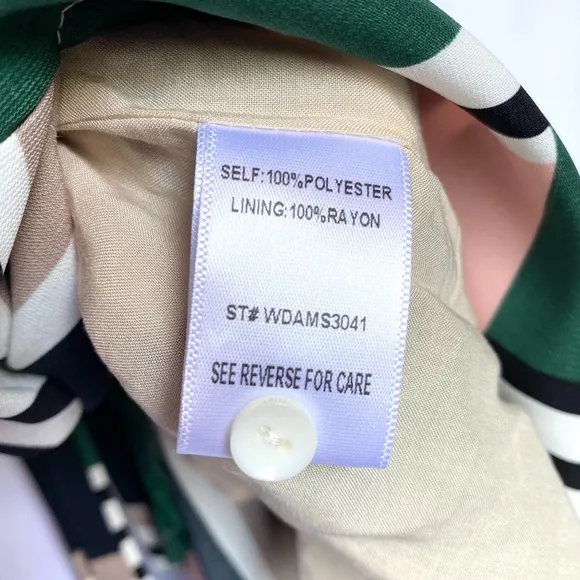 SELF:100%POLYESTER
LINING:100%RAYON
ST# WDAMS3041
SEE REVERSE FOR CARE